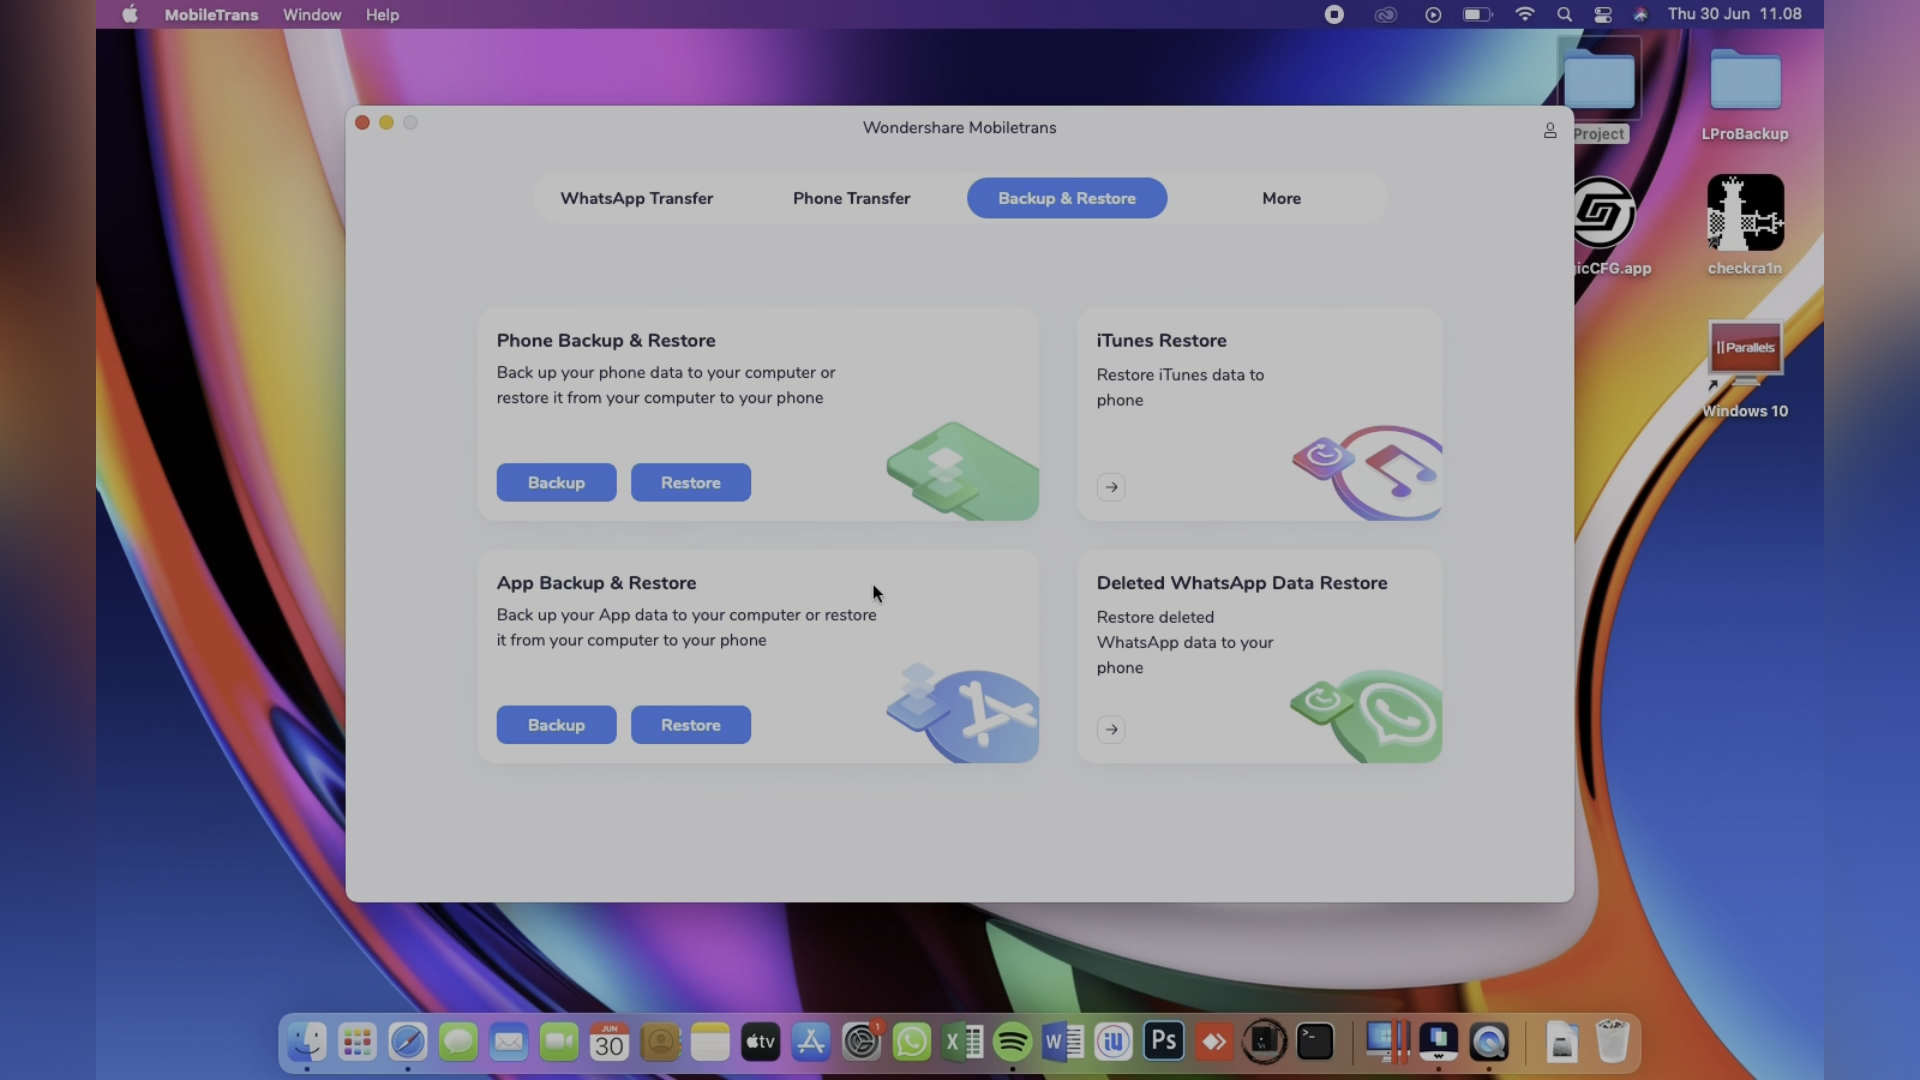 MobileTrans Window Help
Thu 30 Jun 11.08
Wondershare Mobiletrans
WhatsApp Transfer Phone Transfer Backup & Restore More
Phone Backup & Restore
Back up your phone data to your computer or
restore it from your computer to your phone
Backup Restore
iTunes Restore
Restore iTunes data to
phone
App Backup & Restore
Back up your App data to your computer or restore
it from your computer to your phone
Backup Restore
Deleted WhatsApp Data Restore
Restore deleted
WhatsApp data to your
phone
Project
LProBackup
icCFG.app
checkra1n
|| Parallels
Windows 10
JUN
30
tv
1
X
W
iU
Ps
>_